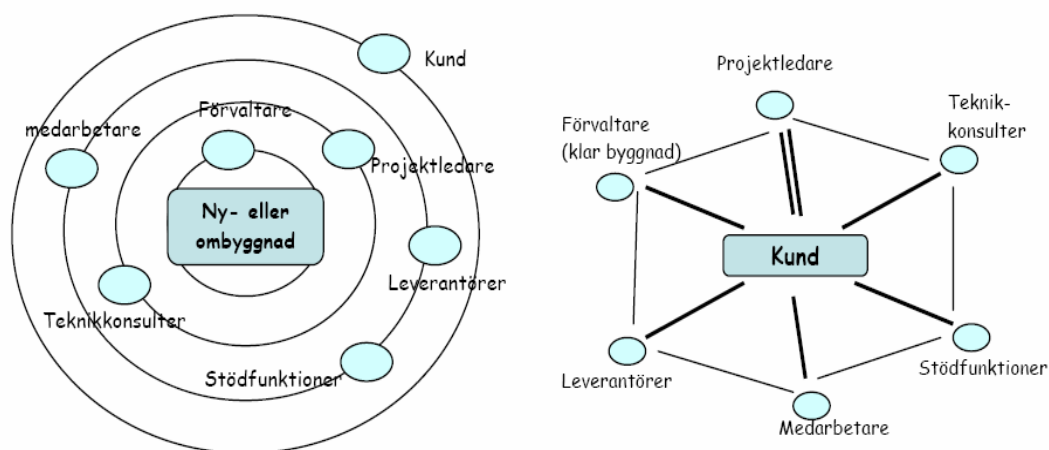 Kund
Förvaltare
medarbetare
Projektledare
Ny- eller
ombyggnad
Leverantörer
Teknikkonsulter
Stödfunktioner
Projektledare
Teknik-
konsulter
Förvaltare
(klar byggnad)
Kund
Leverantörer
Stödfunktioner
Medarbetare